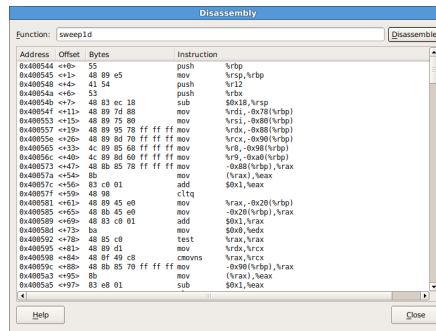 Disassembly
Function: sweep1d Disassemble
Address Offset Bytes Instruction
0x400544 <+0> 55 push %rbp
0x400545 <+1> 48 89 e5 mov %rsp,%rbp
0x400548 <+4> 41 54 push %r12
0x40054a <+6> 53 push %rbx
0x40054b <+7> 48 83 ec 18 sub $0x18,%rsp
0x40054f <+11> 48 89 7d 88 mov %rdi,-0x78(%rbp)
0x400553 <+15> 48 89 75 80 mov %rsi,-0x80(%rbp)
0x400557 <+19> 48 89 95 78 ff ff ff mov %rdx,-0x88(%rbp)
0x40055e <+26> 48 89 8d 70 ff ff ff mov %rcx,-0x90(%rbp)
0x400565 <+33> 4c 89 85 68 ff ff ff mov %r8,-0x98(%rbp)
0x40056c <+40> 4c 89 8d 60 ff ff ff mov %r9,-0xa0(%rbp)
0x400573 <+47> 48 8b 85 78 ff ff ff mov -0x88(%rbp),%rax
0x40057a <+54> 8b mov (%rax),%eax
0x40057c <+56> 83 c0 01 add $0x1,%eax
0x40057f <+59> 48 98 cltq
0x400581 <+61> 48 89 45 e0 mov %rax,-0x20(%rbp)
0x400585 <+65> 48 8b 45 e0 mov -0x20(%rbp),%rax
0x400589 <+69> 48 83 c0 01 add $0x1,%rax
0x40058d <+73> ba mov $0x0,%edx
0x400592 <+78> 48 85 c0 test %rax,%rax
0x400595 <+81> 48 89 d1 mov %rdx,%rcx
0x400598 <+84> 48 0f 49 c8 cmovns %rax,%rcx
0x40059c <+88> 48 8b 85 70 ff ff ff mov -0x90(%rbp),%rax
0x4005a3 <+95> 8b mov (%rax),%eax
0x4005a5 <+97> 83 e8 01 sub $0x1,%eax
Help Close